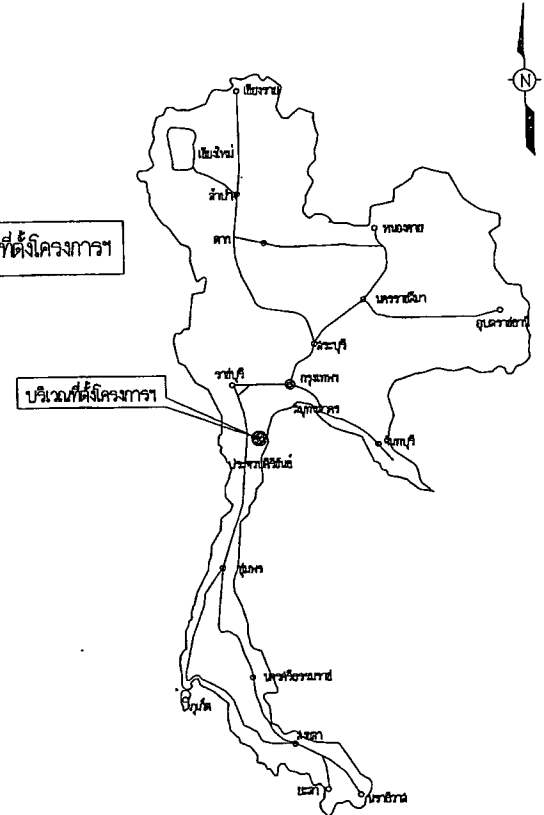 N
เชียงราย
เชียงใหม่
ลำปาง
ที่ตั้งโครงการฯ
ตาก
หนองคาย
นครราชสีมา
อุบลราชธานี
สระบุรี
ราชบุรี
กรุงเทพฯ
บริเวณที่ตั้งโครงการฯ
สมุทรสาคร
จันทบุรี
ประจวบคีรีขันธ์
ชุมพร
นครศรีธรรมราช
ภูเก็ต
สงขลา
ยะลา
นราธิวาส